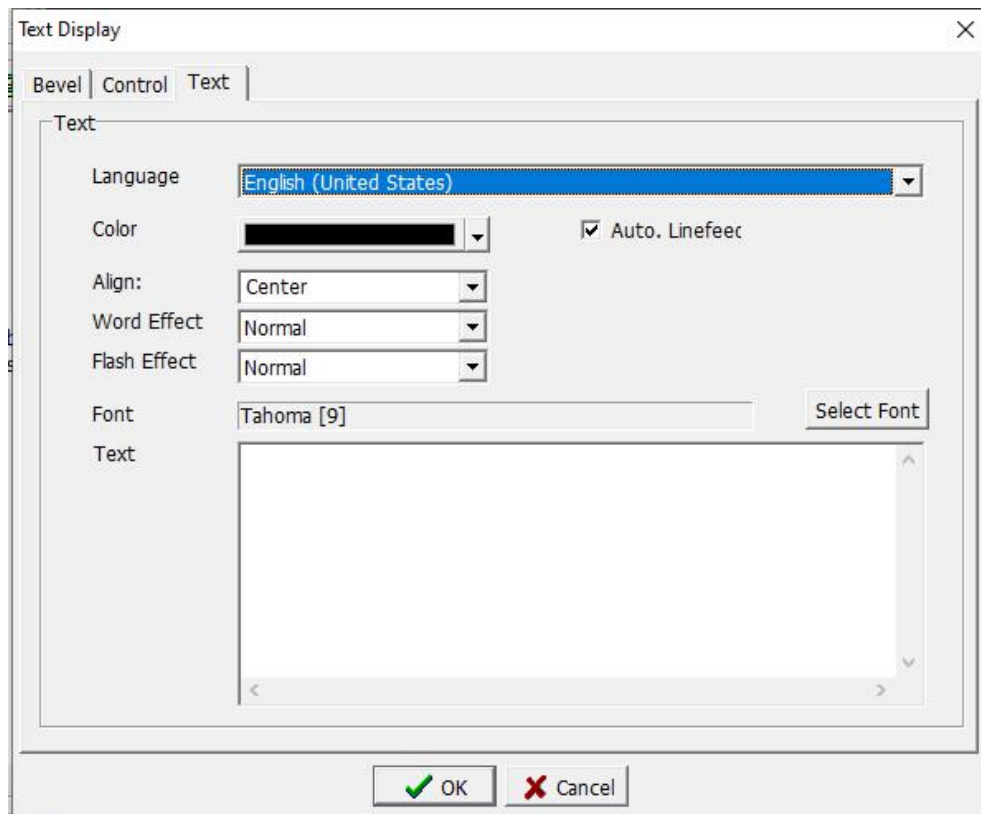 Text Display
Bevel Control Text
Text
Language English (United States)
Color Auto. Linefeed
Align: Center
Word Effect Normal
Flash Effect Normal
Font Tahoma [9] Select Font
Text
OK Cancel